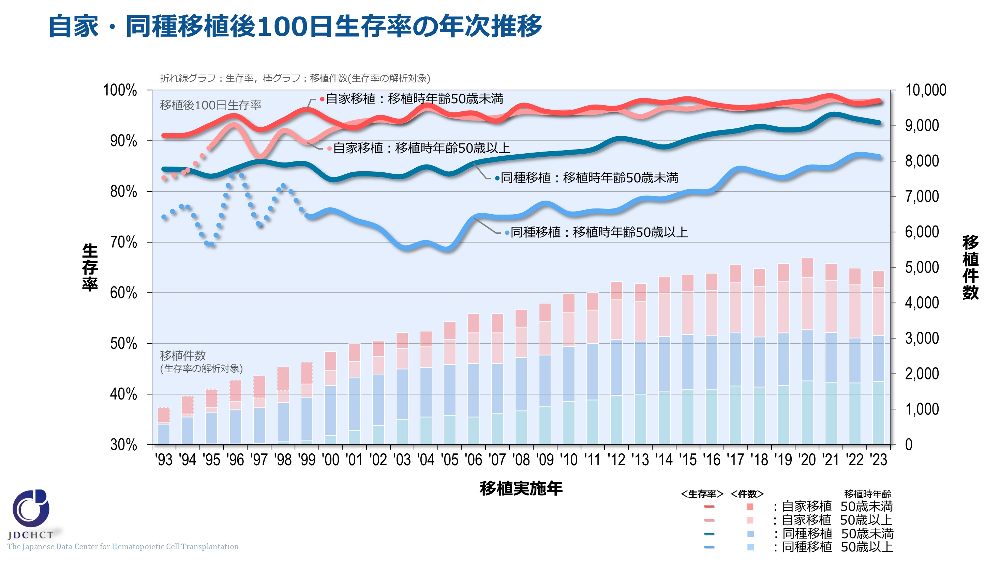 自家・同種移植後100日生存率の年次推移
折れ線グラフ：生存率，棒グラフ：移植件数(生存率の解析対象)
移植後100日生存率
自家移植：移植時年齢50歳未満
自家移植：移植時年齢50歳以上
同種移植：移植時年齢50歳未満
同種移植：移植時年齢50歳以上
移植件数
(生存率の解析対象)
生存率
100%
90%
80%
70%
60%
50%
40%
30%
移植件数
10,000
9,000
8,000
7,000
6,000
5,000
4,000
3,000
2,000
1,000
0
'93 '94 '95 '96 '97 '98 '99 '00 '01 '02 '03 '04 '05 '06 '07 '08 '09 '10 '11 '12 '13 '14 '15 '16 '17 '18 '19 '20 '21 '22 '23
移植実施年
＜生存率＞ ＜件数＞ 移植時年齢
：自家移植 50歳未満
：自家移植 50歳以上
：同種移植 50歳未満
：同種移植 50歳以上
JDCHCT
The Japanese Data Center for Hematopoietic Cell Transplantation